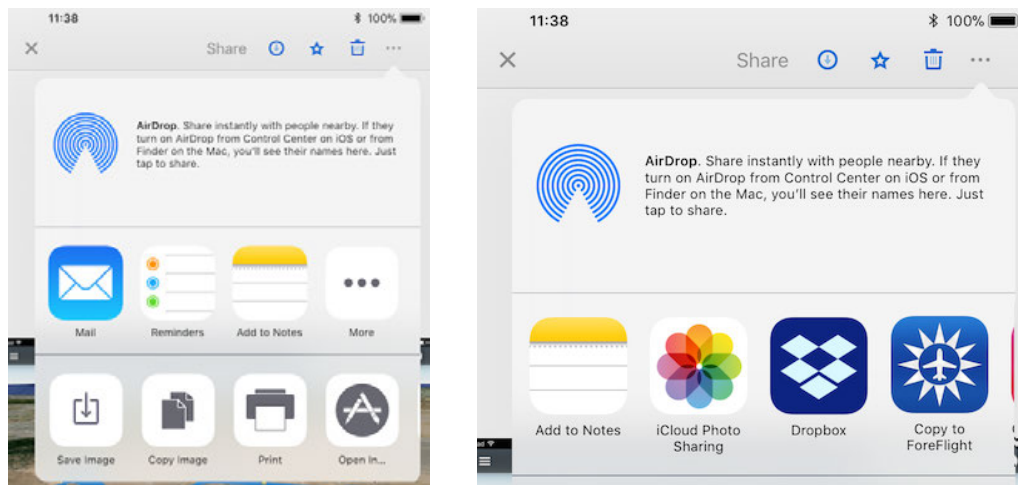 11:38
100%
Share
AirDrop. Share instantly with people nearby. If they
turn on AirDrop from Control Center on iOS or from
Finder on the Mac, you'll see their names here. Just
tap to share.
Mail
Reminders
Add to Notes
More
Save Image
Copy Image
Print
Open in...
11:38
100%
Share
AirDrop. Share instantly with people nearby. If they
turn on AirDrop from Control Center on iOS or from
Finder on the Mac, you'll see their names here. Just
tap to share.
Add to Notes
iCloud Photo
Sharing
Dropbox
Copy to
ForeFlight